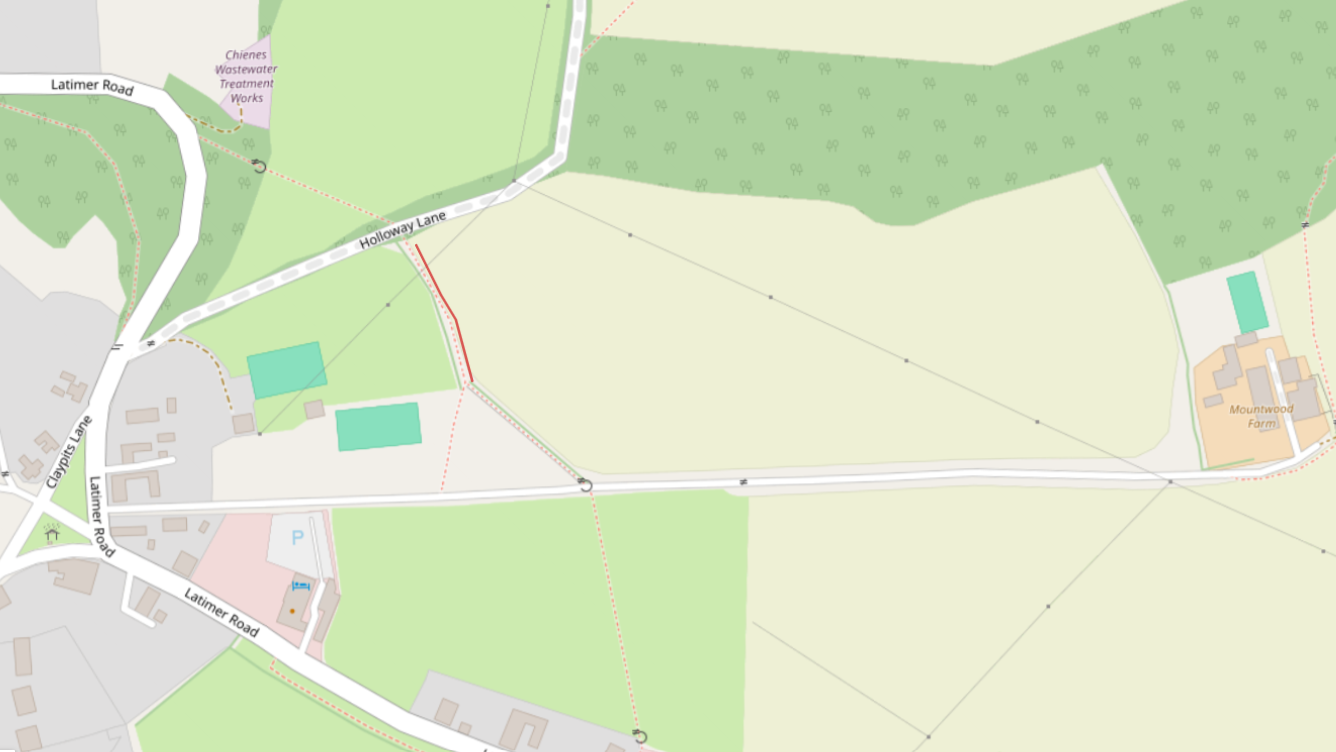 Chienes
Wastewater
Treatment
Works
Latimer Road
Holloway Lane
Claypits Lane
Latimer Road
Mountwood
Farm
P
Latimer Road